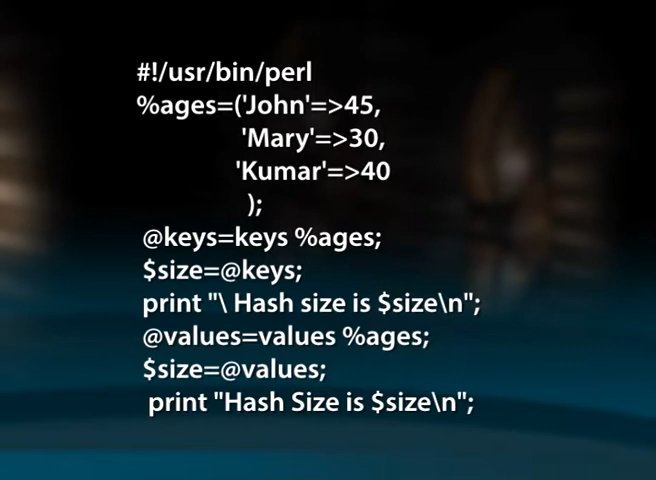 #!/usr/bin/perl
%ages=('John'=>45,
'Mary'=>30,
'Kumar'=>40
);
@keys=keys %ages;
$size=@keys;
print "\ Hash size is $size\n";
@values=values %ages;
$size=@values;
print "Hash Size is $size\n";